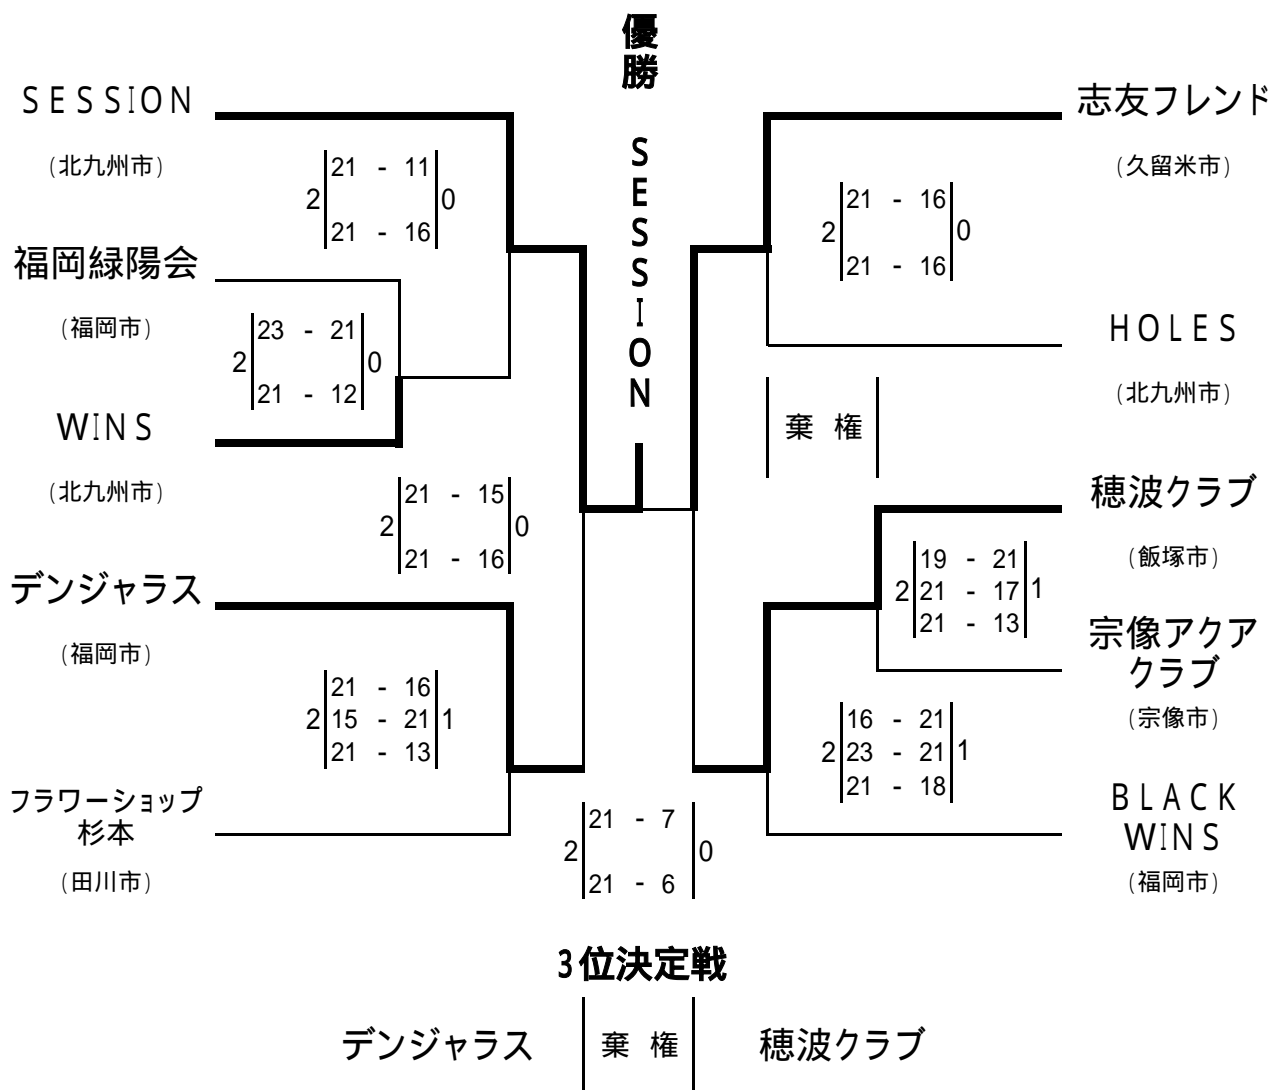 優勝
SESSION
SESSION
(北九州市)
21 - 11
2 0
21 - 16
福岡緑陽会
(福岡市)
23 - 21
2 0
21 - 12
WINS
(北九州市)
21 - 15
2 0
21 - 16
デンジャラス
(福岡市)
21 - 16
2 15 - 21 1
21 - 13
フラワーショップ
杉本
(田川市)
志友フレンド
(久留米市)
21 - 16
2 0
21 - 16
HOLES
(北九州市)
棄権
穂波クラブ
(飯塚市)
19 - 21
2 21 - 17 1
21 - 13
宗像アクア
クラブ
(宗像市)
16 - 21
2 23 - 21 1
21 - 18
BLACK
WINS
(福岡市)
21 - 7
2 0
21 - 6
3位決定戦
デンジャラス 棄権 穂波クラブ